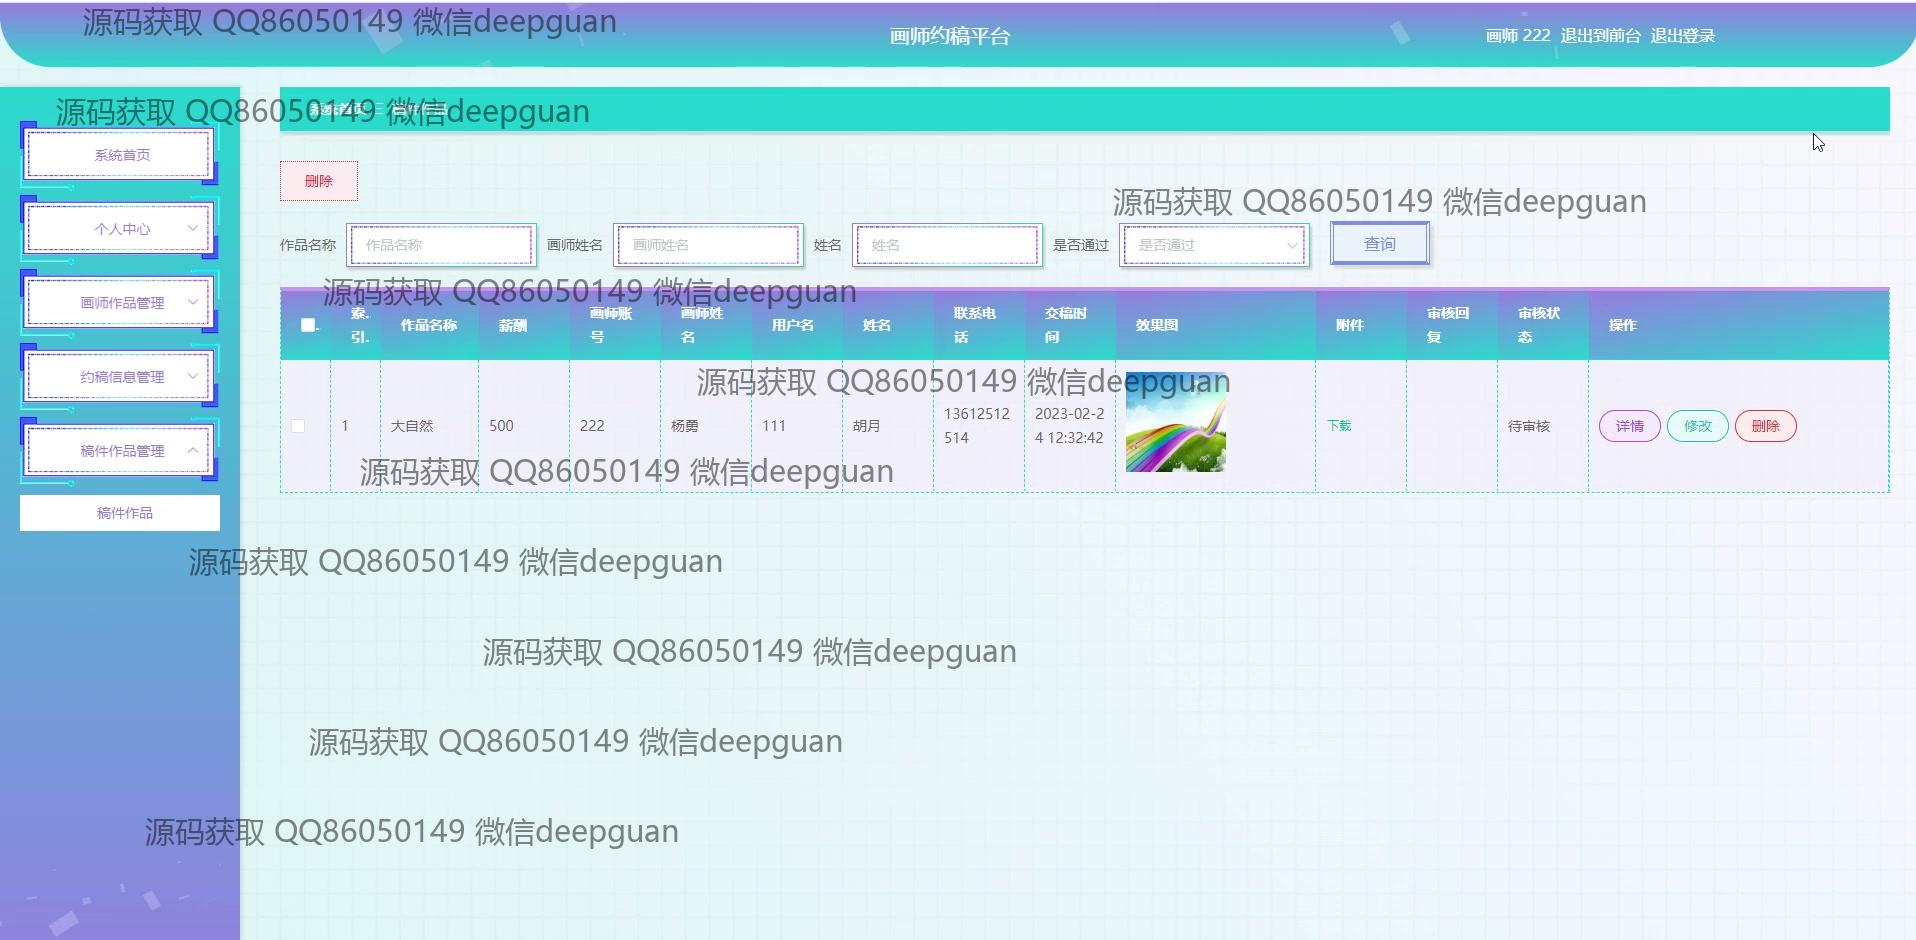 源码获取 QQ86050149 微信deepguan
画师约稿平台
画师 222 退出到前台 退出登录
源码获取 QQ86050149 微信deepguan
系统首页
系统首页
删除
源码获取 QQ86050149 微信deepguan
个人中心
作品名称 作品名称 画师姓名 画师姓名 姓名 姓名 是否通过 是否通过 查询
源码获取 QQ86050149 微信deepguan
画师作品管理
索引. 作品名称 薪酬 画师账号 画师姓名 用户名 姓名 联系电话 交稿时间 效果图 附件 审核回复 审核状态 操作
约稿信息管理
源码获取 QQ86050149 微信deepguan
1 大自然 500 222 杨勇 111 胡月 13612512514 2023-02-24 12:32:42 下载 待审核 详情 修改 删除
稿件作品管理
源码获取 QQ86050149 微信deepguan
稿件作品
源码获取 QQ86050149 微信deepguan
源码获取 QQ86050149 微信deepguan
源码获取 QQ86050149 微信deepguan
源码获取 QQ86050149 微信deepguan